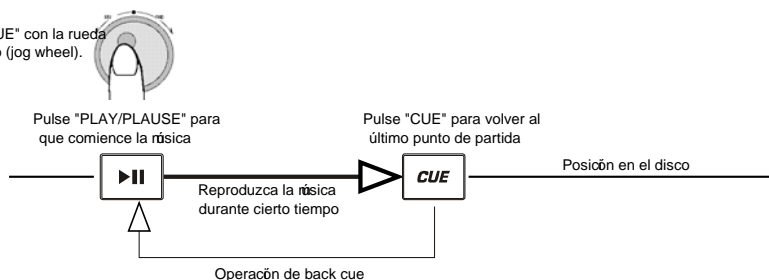 UE" con la rueda
(jog wheel).
Pulse "PLAY/PLAUSE" para
que comience la música
Pulse "CUE" para volver al
último punto de partida
CUE
Posición en el disco
Reproduzca la música
durante cierto tiempo
Operación de back cue